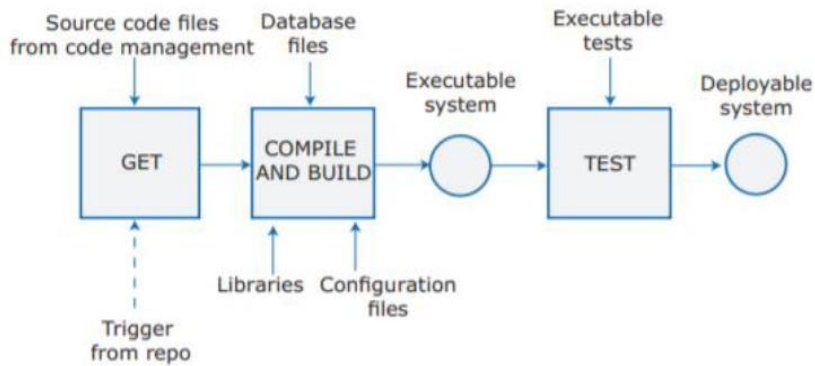 Source code files
from code management
Database
files
Executable
tests
Executable
system
Deployable
system
GET
COMPILE
AND BUILD
TEST
Libraries
Configuration
files
Trigger
from repo